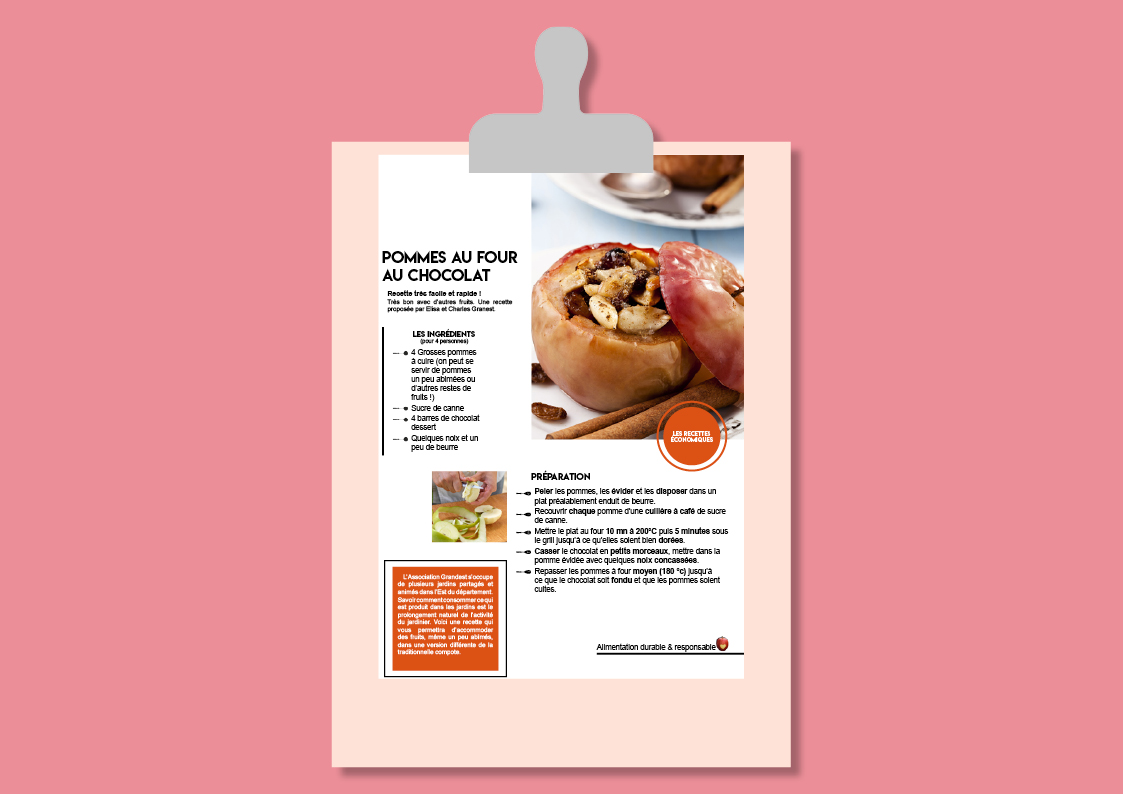 POMMES AU FOUR
AU CHOCOLAT
Recette très facile et rapide !
Très bon avec d'autres fruits. Une recette
proposée par Elisa et Charles Granest.
LES INGRÉDIENTS
(pour 4 personnes)
4 Grosses pommes
à cuire (on peut se
servir de pommes
un peu abimées ou
d'autres restes de
fruits !)
Sucre de canne
4 barres de chocolat
dessert
Quelques noix et un
peu de beurre
LES RECETTES
ÉCONOMIQUES
PRÉPARATION
Peler les pommes, les évider et les disposer dans un
plat préalablement enduit de beurre.
Recouvrir chaque pomme d'une cuillère à café de sucre
de canne.
Mettre le plat au four 10 mn à 200°C puis 5 minutes sous
le grill jusqu'à ce qu'elles soient bien dorées.
Casser le chocolat en petits morceaux, mettre dans la
pomme évidée avec quelques noix concassées.
Repasser les pommes à four moyen (180 °c) jusqu'à
ce que le chocolat soit fondu et que les pommes soient
cuites.
L'Association Grandest s'occupe
de plusieurs jardins partagés et
animés dans l'Est du département.
Savoir comment consommer ce qui
est produit dans les jardins est le
prolongement naturel de l'activité
du jardinier. Voici une recette qui
vous permettra d'accommoder
des fruits, même un peu abimés,
dans une version différente de la
traditionnelle compote.
Alimentation durable & responsable